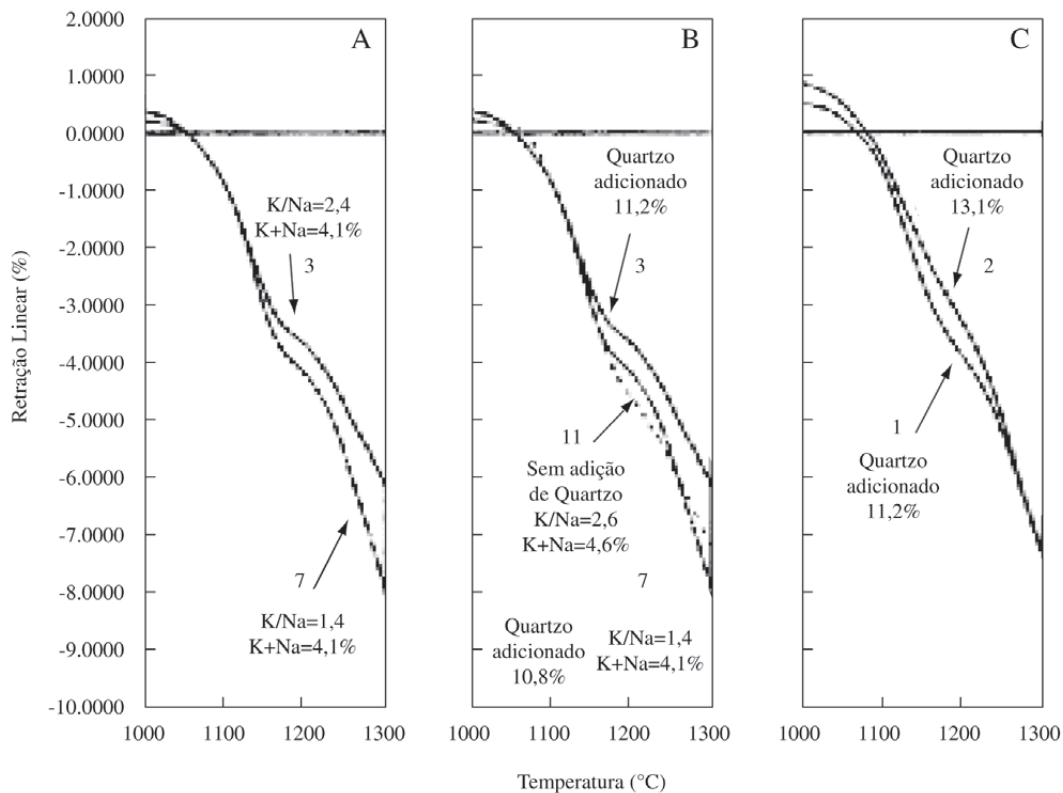 Retração Linear (%)
2.0000
1.0000
0.0000
-1.0000
-2.0000
-3.0000
-4.0000
-5.0000
-6.0000
-7.0000
-8.0000
-9.0000
-10.0000
A
K/Na=2,4
K+Na=4,1%
3
7
K/Na=1,4
K+Na=4,1%
1000
1100
1200
1300
B
Quartzo
adicionado
11,2%
3
11
Sem adição
de Quartzo
K/Na=2,6
K+Na=4,6%
7
Quartzo
adicionado
10,8%
K/Na=1,4
K+Na=4,1%
1000
1100
1200
1300
C
Quartzo
adicionado
13,1%
2
1
Quartzo
adicionado
11,2%
1000
1100
1200
1300
Temperatura (°C)